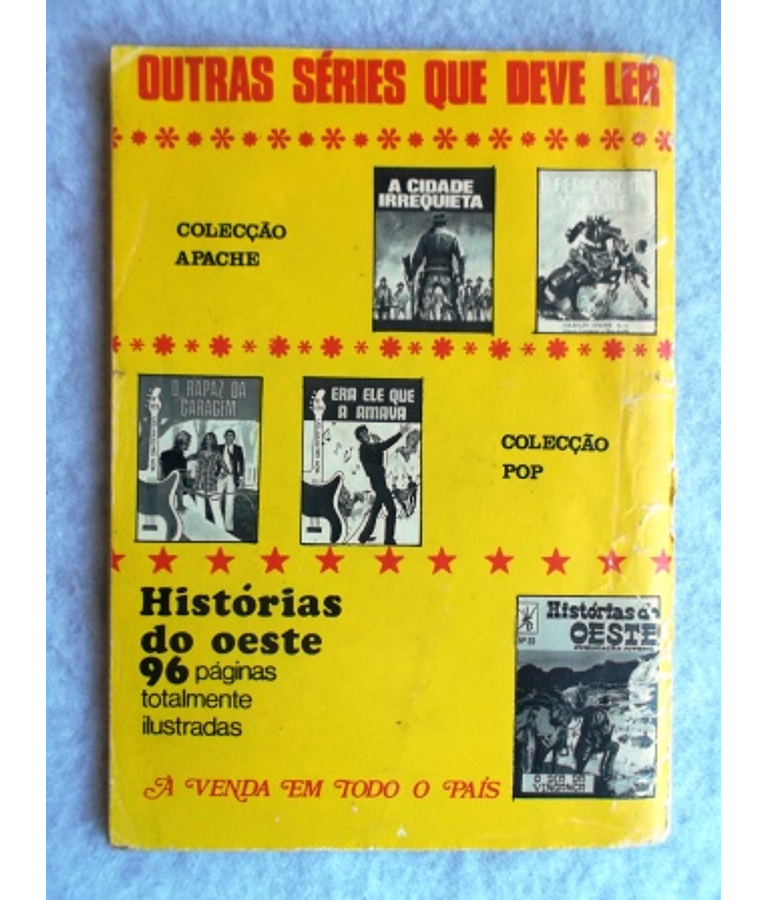 OUTRAS SÉRIES QUE DEVE LER
COLECÇÃO
APACHE
A CIDADE
IRREQUIETA
O RAPAZ DA
GARAGEM
ERA ELE QUE
A AMAVA
COLECÇÃO
POP
Histórias
do oeste
96 páginas
totalmente
ilustradas
Histórias do
OESTE
À VENDA EM TODO O PAÍS